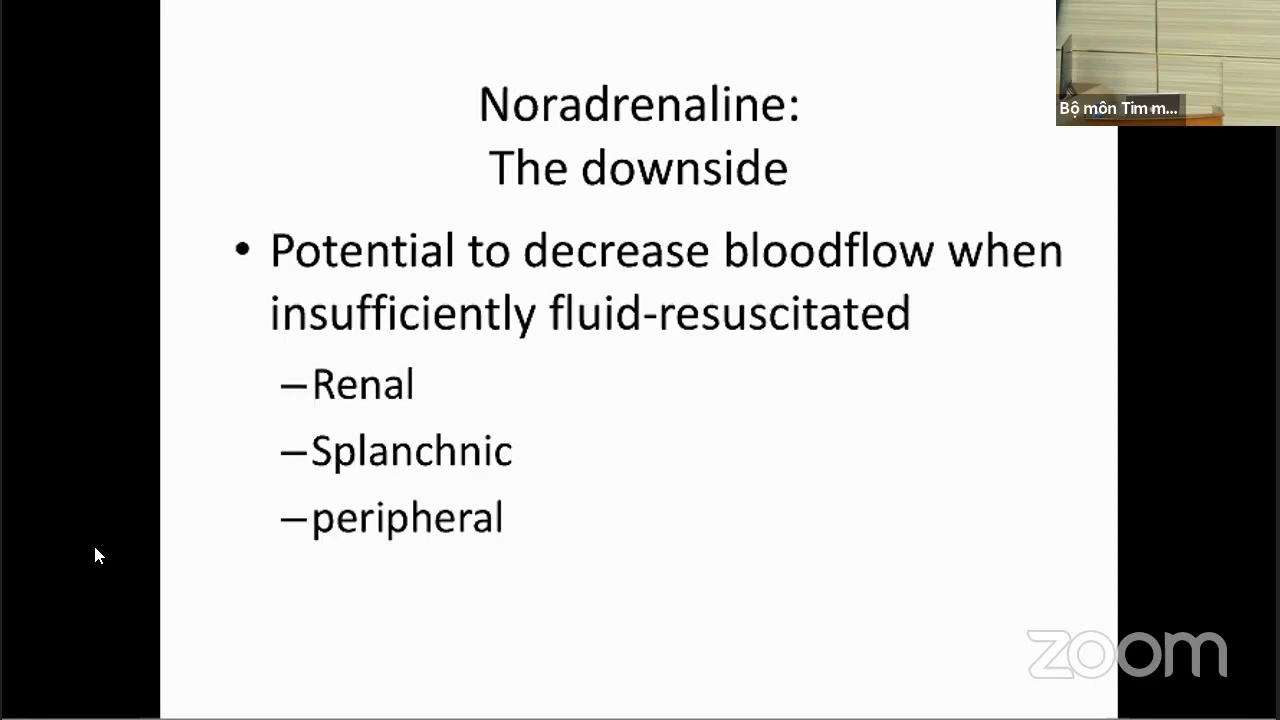 Noradrenaline:
The downside
• Potential to decrease bloodflow when
insufficiently fluid-resuscitated
–Renal
–Splanchnic
–peripheral
Bộ môn Tim m...
zoom